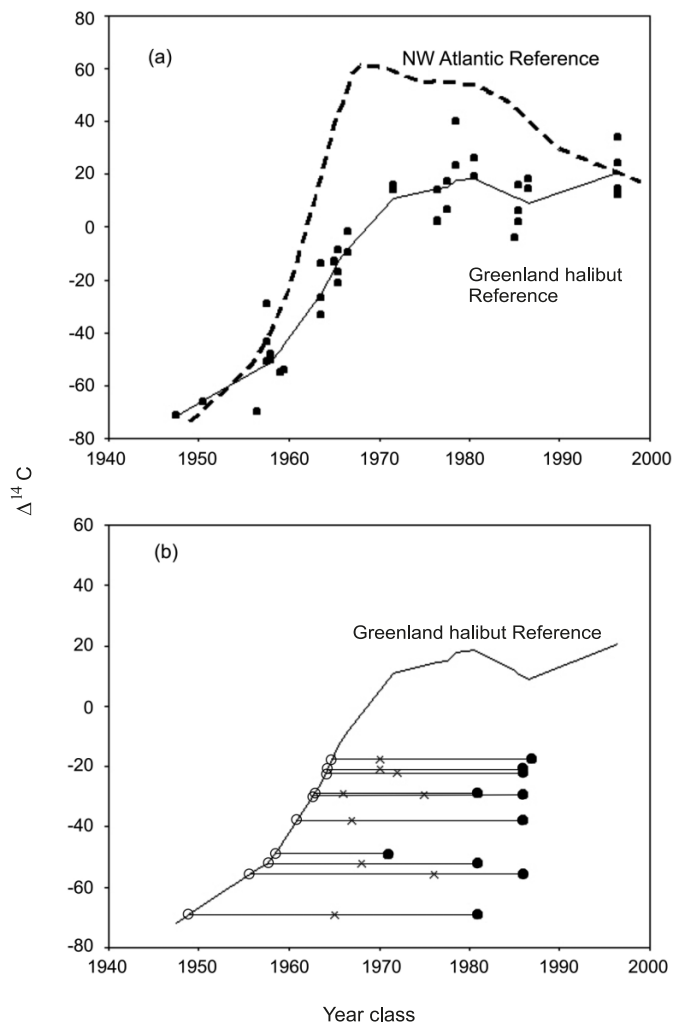 80
60
40
20
0
-20
-40
-60
-80
(a)
NW Atlantic Reference
Greenland halibut
Reference
1940 1950 1960 1970 1980 1990 2000
Δ¹⁴C
60
40
20
0
-20
-40
-60
-80
(b)
Greenland halibut Reference
1940 1950 1960 1970 1980 1990 2000
Year class